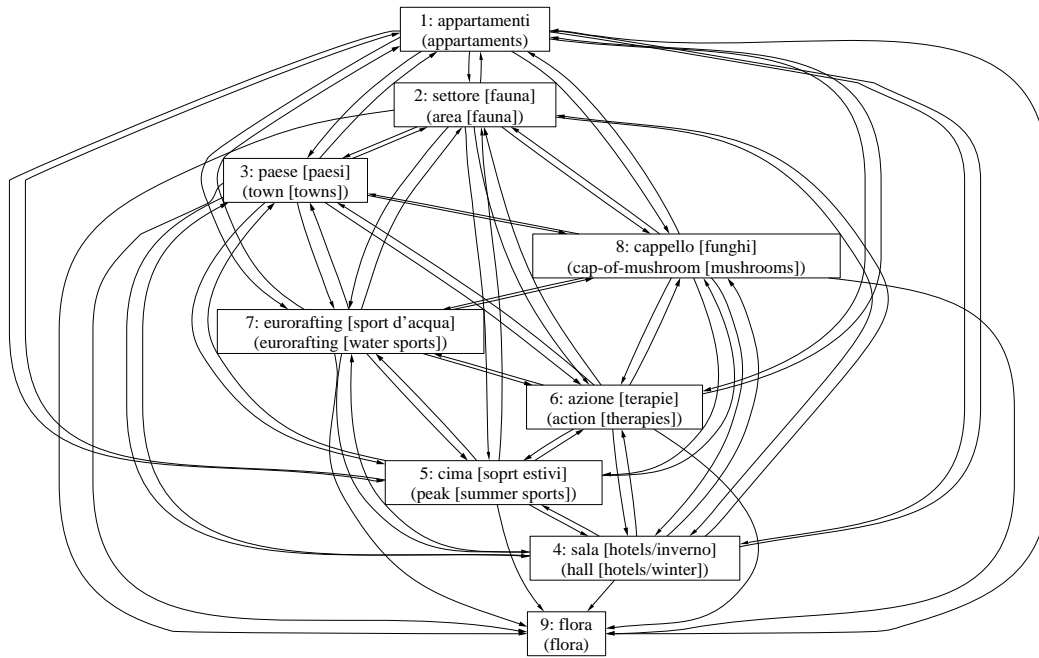 1: appartamenti
(appartaments)
2: settore [fauna]
(area [fauna])
3: paese [paesi]
(town [towns])
8: cappello [funghi]
(cap-of-mushroom [mushrooms])
7: eurorafting [sport d'acqua]
(eurorafting [water sports])
6: azione [terapie]
(action [therapies])
5: cima [soprt estivi]
(peak [summer sports])
4: sala [hotels/inverno]
(hall [hotels/winter])
9: flora
(flora)